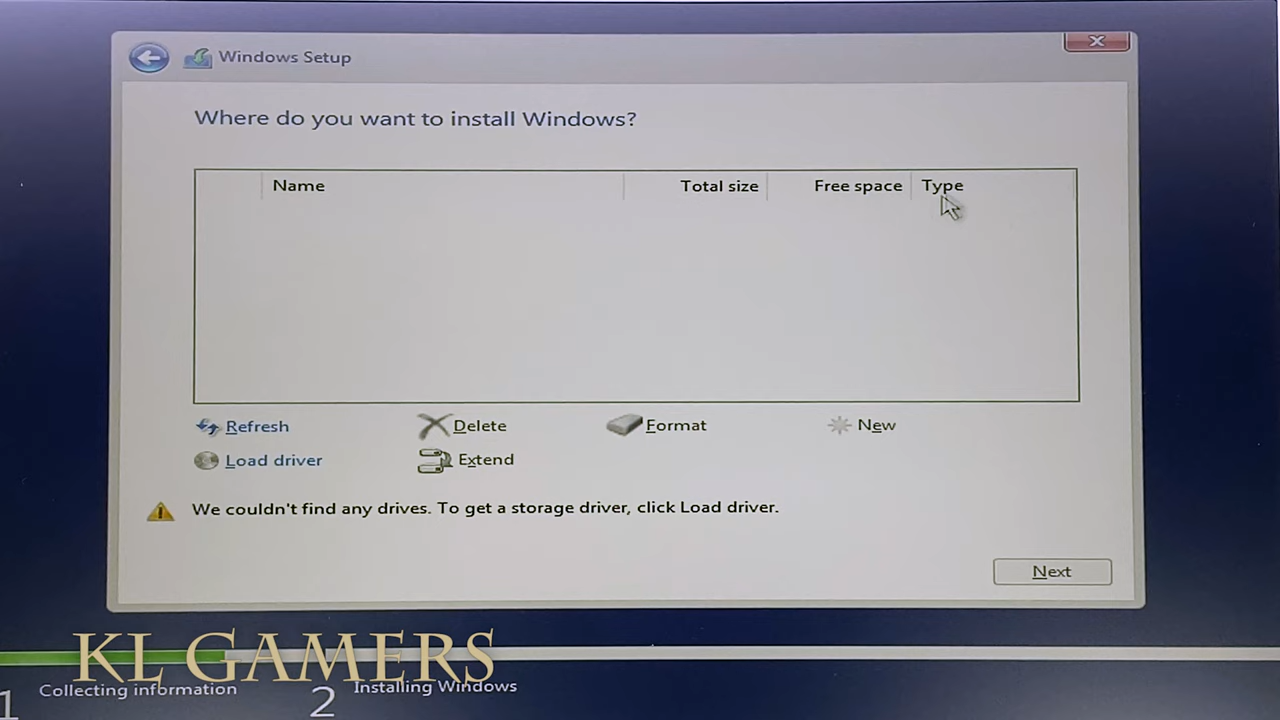 Windows Setup
Where do you want to install Windows?
Name Total size Free space Type
Refresh Delete Format New
Load driver Extend
We couldn't find any drives. To get a storage driver, click Load driver.
Next
KL GAMERS
1 Collecting information 2 Installing Windows